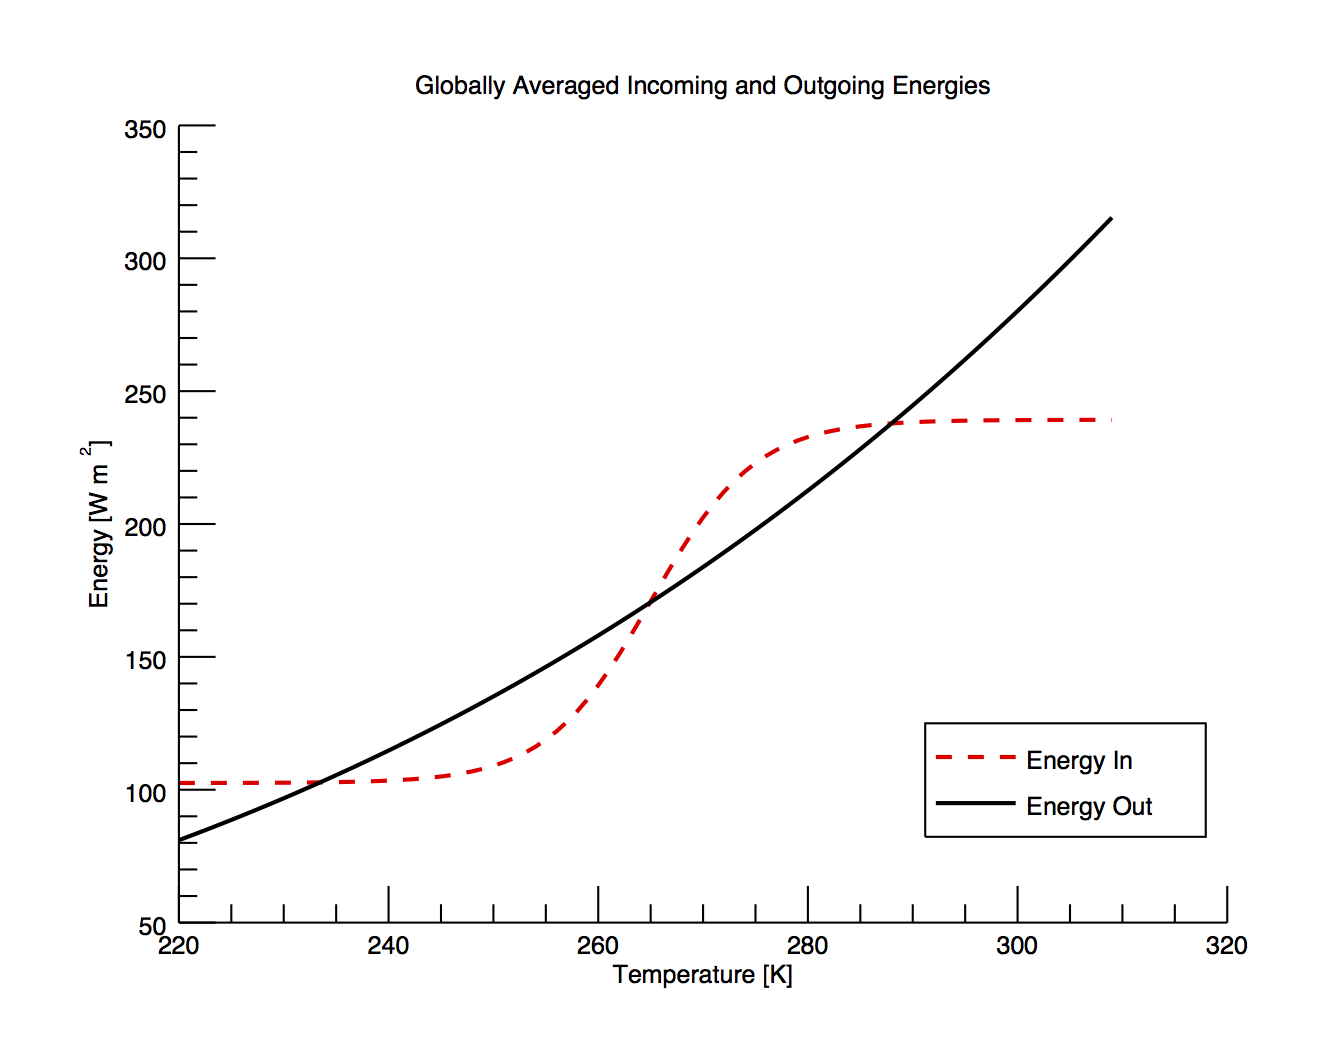 Globally Averaged Incoming and Outgoing Energies
350
300
250
200
150
100
50
Energy [W m 2]
220 240 260 280 300 320
Temperature [K]
Energy In
Energy Out